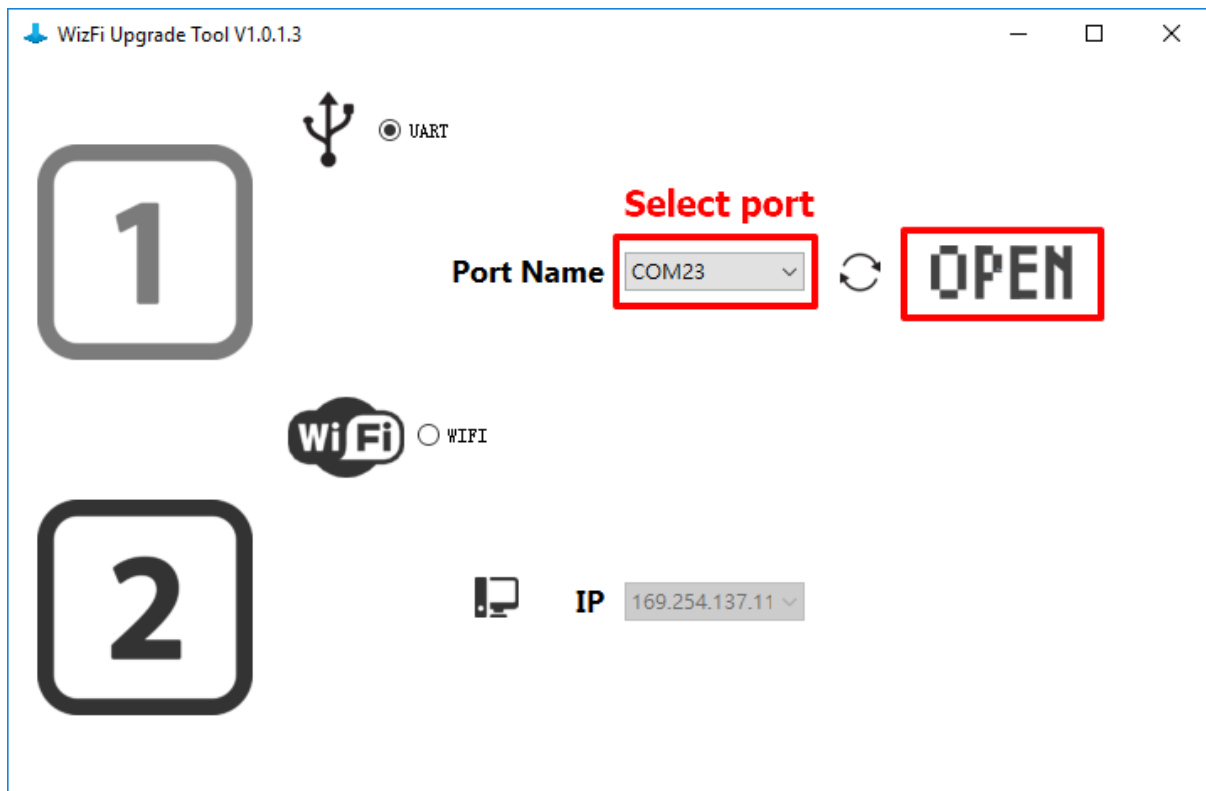 WizFi Upgrade Tool V1.0.1.3
UART
1
Select port
Port Name COM23 OPEN
WiFi WIFI
2
IP 169.254.137.11